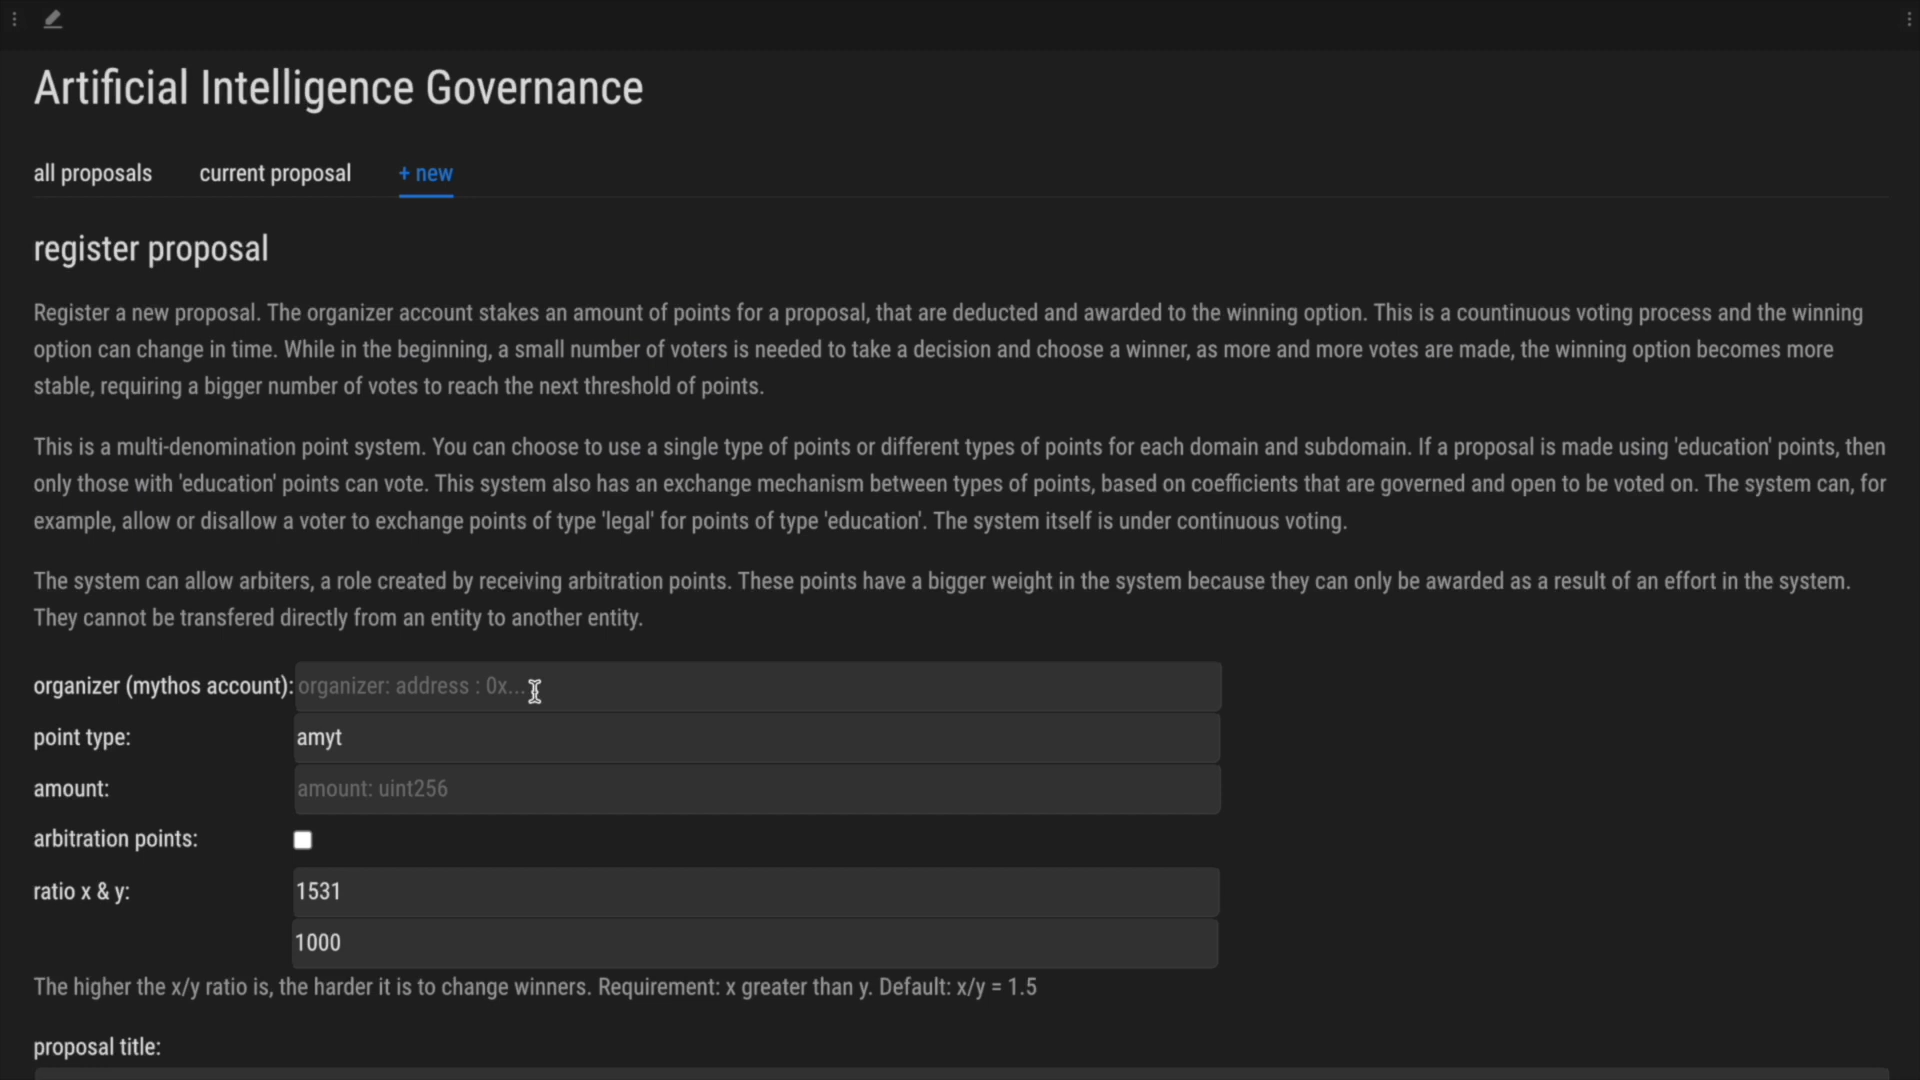 Artificial Intelligence Governance
all proposals current proposal + new
register proposal
Register a new proposal. The organizer account stakes an amount of points for a proposal, that are deducted and awarded to the winning option. This is a countinuous voting process and the winning
option can change in time. While in the beginning, a small number of voters is needed to take a decision and choose a winner, as more and more votes are made, the winning option becomes more
stable, requiring a bigger number of votes to reach the next threshold of points.
This is a multi-denomination point system. You can choose to use a single type of points or different types of points for each domain and subdomain. If a proposal is made using 'education' points, then
only those with 'education' points can vote. This system also has an exchange mechanism between types of points, based on coefficients that are governed and open to be voted on. The system can, for
example, allow or disallow a voter to exchange points of type 'legal' for points of type 'education'. The system itself is under continuous voting.
The system can allow arbiters, a role created by receiving arbitration points. These points have a bigger weight in the system because they can only be awarded as a result of an effort in the system.
They cannot be transfered directly from an entity to another entity.
organizer (mythos account): organizer: address : 0x...
point type: amyt
amount: amount: uint256
arbitration points:
ratio x & y: 1531
1000
The higher the x/y ratio is, the harder it is to change winners. Requirement: x greater than y. Default: x/y = 1.5
proposal title: